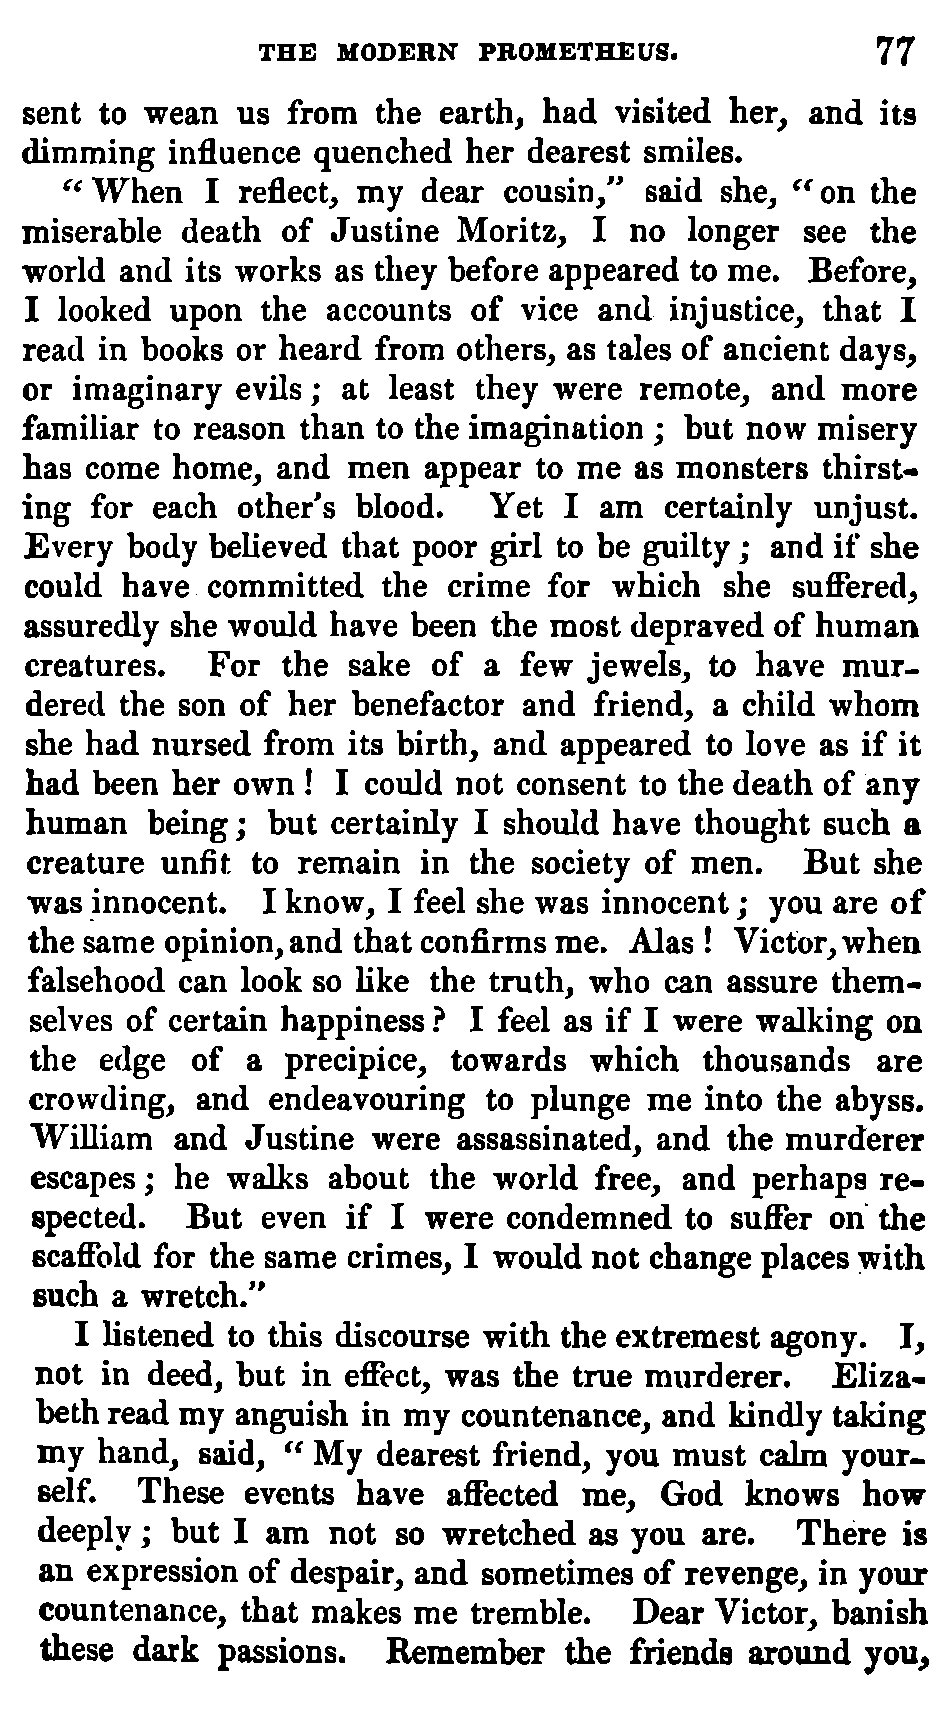 THE MODERN PROMETHEUS. 77
sent to wean us from the earth, had visited her, and its
dimming influence quenched her dearest smiles.
“When I reflect, my dear cousin,” said she, “on the
miserable death of Justine Moritz, I no longer see the
world and its works as they before appeared to me. Before,
I looked upon the accounts of vice and injustice, that I
read in books or heard from others, as tales of ancient days,
or imaginary evils; at least they were remote, and more
familiar to reason than to the imagination; but now misery
has come home, and men appear to me as monsters thirst-
ing for each other's blood. Yet I am certainly unjust.
Every body believed that poor girl to be guilty; and if she
could have committed the crime for which she suffered,
assuredly she would have been the most depraved of human
creatures. For the sake of a few jewels, to have mur-
dered the son of her benefactor and friend, a child whom
she had nursed from its birth, and appeared to love as if it
had been her own! I could not consent to the death of any
human being; but certainly I should have thought such a
creature unfit to remain in the society of men. But she
was innocent. I know, I feel she was innocent; you are of
the same opinion, and that confirms me. Alas! Victor, when
falsehood can look so like the truth, who can assure them-
selves of certain happiness? I feel as if I were walking on
the edge of a precipice, towards which thousands are
crowding, and endeavouring to plunge me into the abyss.
William and Justine were assassinated, and the murderer
escapes; he walks about the world free, and perhaps re-
spected. But even if I were condemned to suffer on the
scaffold for the same crimes, I would not change places with
such a wretch.”
I listened to this discourse with the extremest agony. I,
not in deed, but in effect, was the true murderer. Eliza-
beth read my anguish in my countenance, and kindly taking
my hand, said, “My dearest friend, you must calm your-
self. These events have affected me, God knows how
deeply; but I am not so wretched as you are. There is
an expression of despair, and sometimes of revenge, in your
countenance, that makes me tremble. Dear Victor, banish
these dark passions. Remember the friends around you,